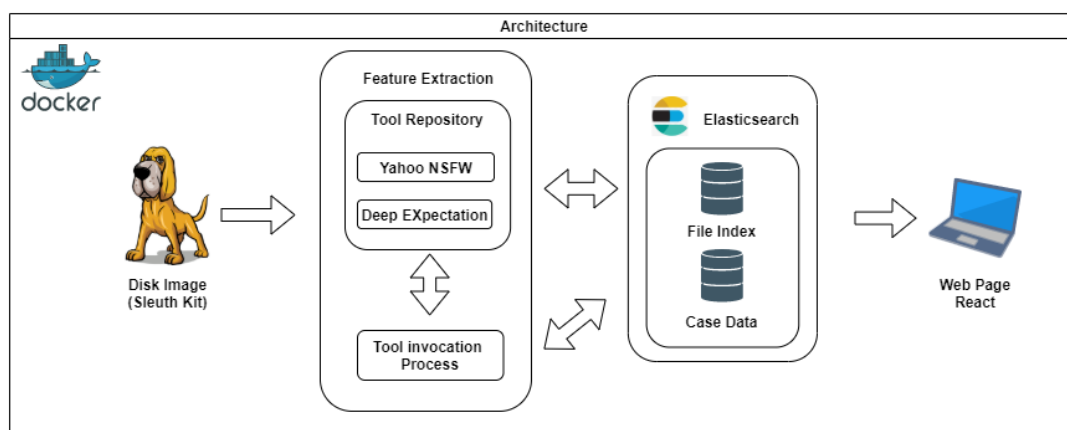 Architecture
docker
Feature Extraction
Tool Repository
Yahoo NSFW
Deep EXpectation
Tool invocation
Process
Disk Image
(Sleuth Kit)
Elasticsearch
File Index
Case Data
Web Page
React